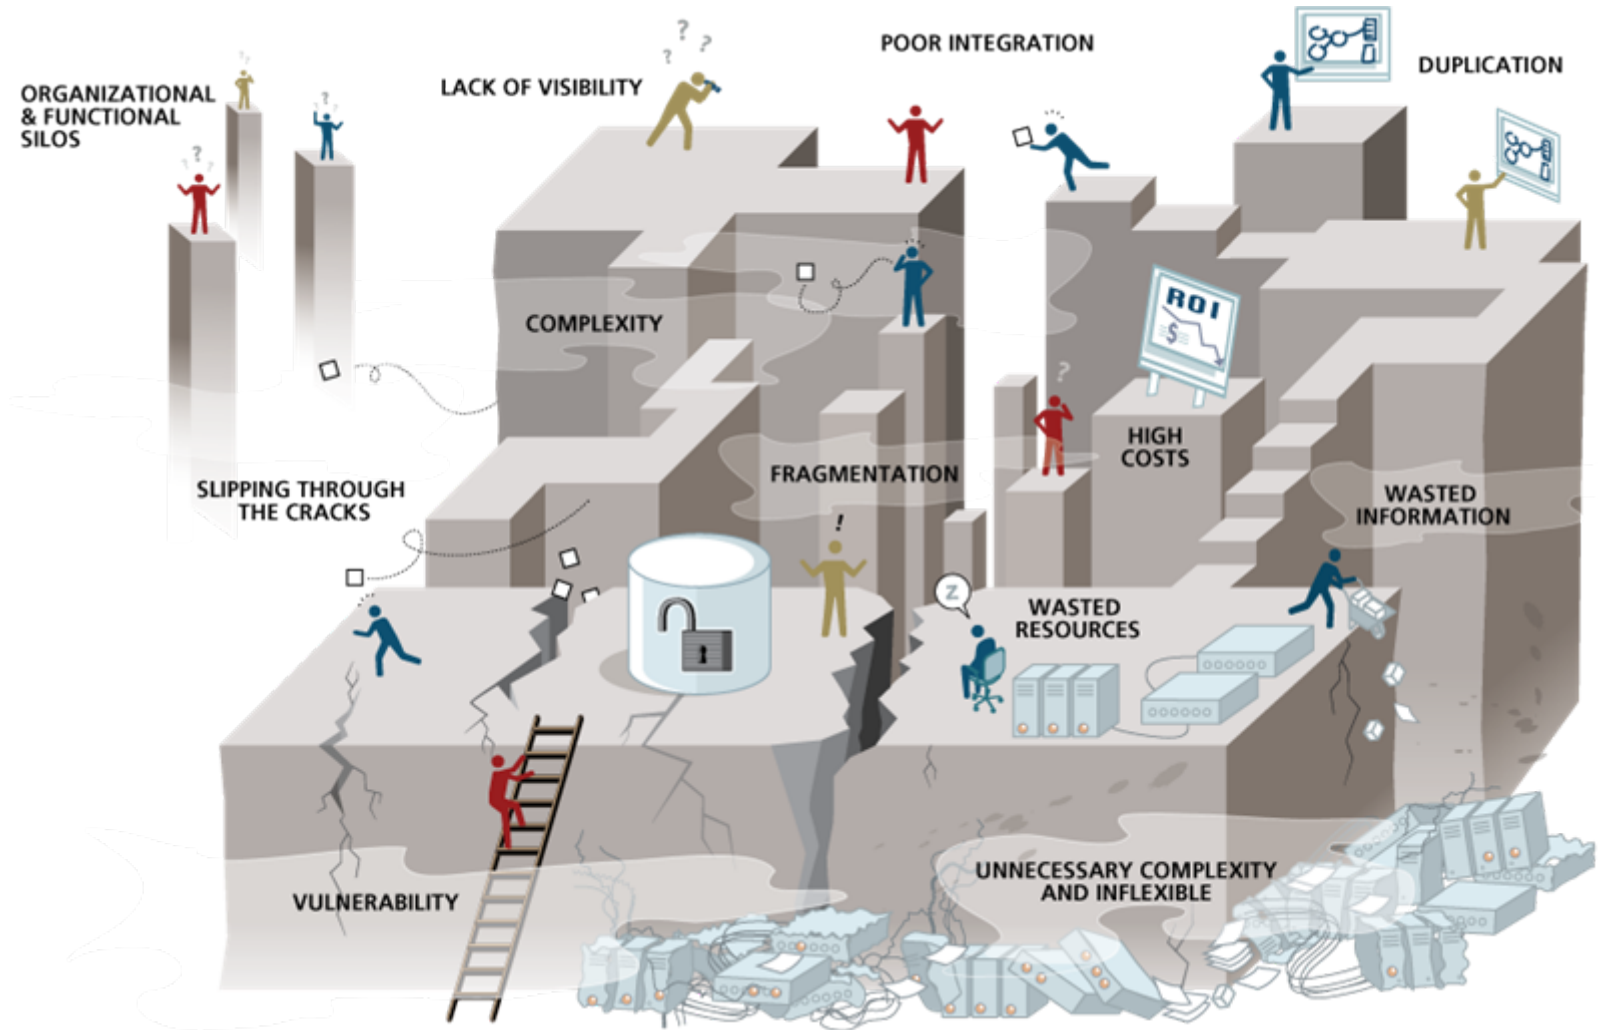 ORGANIZATIONAL
& FUNCTIONAL
SILOS
? ? ?
? ? ?
? ? ?
LACK OF VISIBILITY
? ? ?
POOR INTEGRATION
DUPLICATION
COMPLEXITY
ROI
$
?
HIGH
COSTS
FRAGMENTATION
!
SLIPPING THROUGH
THE CRACKS
WASTED
INFORMATION
Z
WASTED
RESOURCES
VULNERABILITY
UNNECESSARY COMPLEXITY
AND INFLEXIBLE